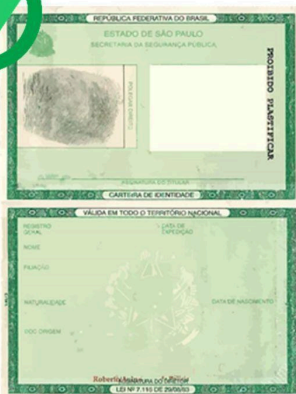 REPÚBLICA FEDERATIVA DO BRASIL
ESTADO DE SÃO PAULO
SECRETARIA DA SEGURANÇA PÚBLICA
PROIBIDO PLASTIFICAR
POLEGAR DIREITO
ASSINATURA DO TITULAR
CARTEIRA DE IDENTIDADE
VÁLIDA EM TODO O TERRITÓRIO NACIONAL
REGISTRO GERAL
DATA DE EXPEDIÇÃO
NOME
FILIAÇÃO
NATURALIDADE
DATA DE NASCIMENTO
DOC ORIGEM
ASSINATURA DO DIRETOR
LEI Nº 7.116 DE 29/08/83